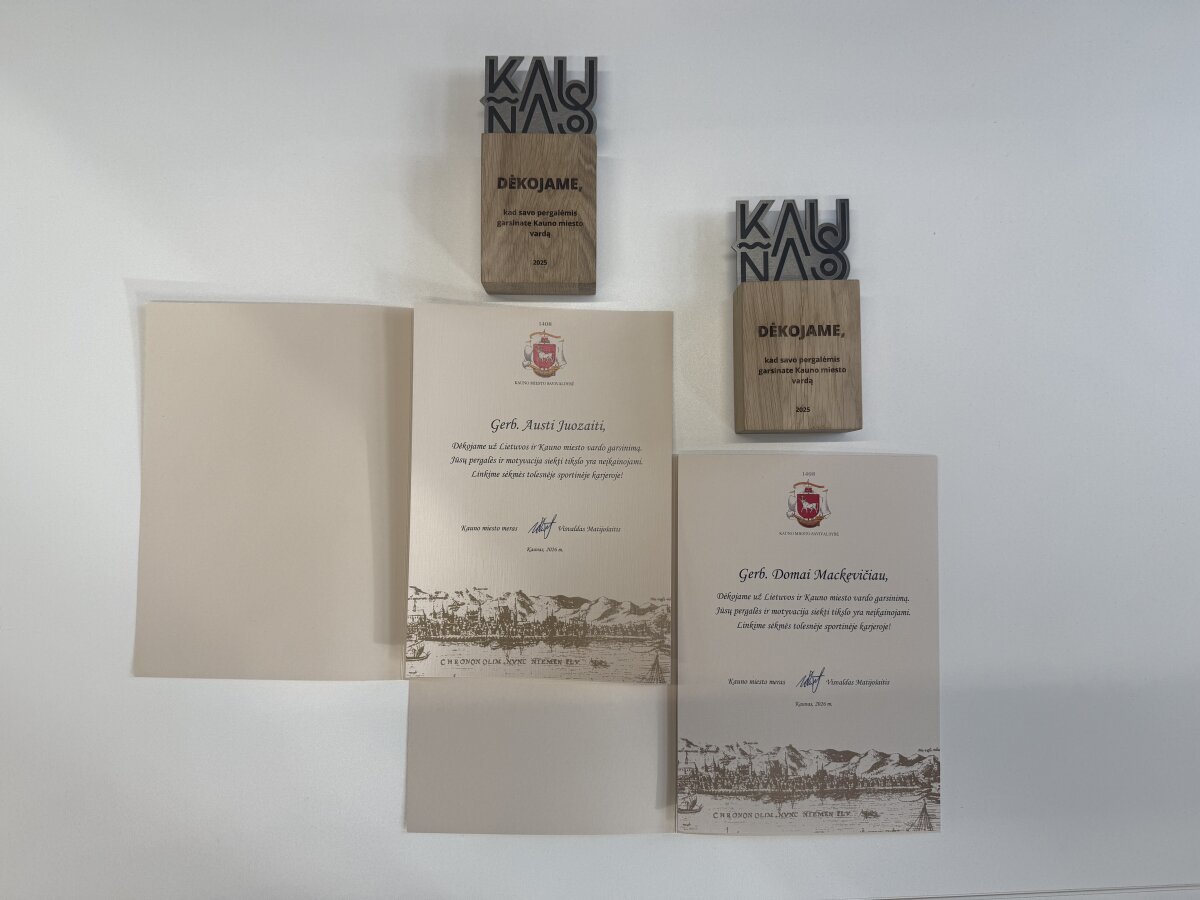 KAU
NAS
DĖKOJAME,
kad savo pergalėmis
garsinate Kauno miesto
vardą
2025
KAU
NAS
DĖKOJAME,
kad savo pergalėmis
garsinate Kauno miesto
vardą
2025
1408
KAUNO MIESTO SAVIVALDYBĖ
Gerb. Austi Juozaiti,
Dėkojame už Lietuvos ir Kauno miesto vardo garsinimą.
Jūsų pergalės ir motyvacija siekti tikslo yra neįkainojami.
Linkime sėkmės tolesnėje sportinėje karjeroje!
Kauno miesto meras Visvaldas Matijošaitis
Kaunas, 2026 m.
CHRONON OLIM, NVNC NIEMEN FLV.
1408
KAUNO MIESTO SAVIVALDYBĖ
Gerb. Domai Mackevičiau,
Dėkojame už Lietuvos ir Kauno miesto vardo garsinimą.
Jūsų pergalės ir motyvacija siekti tikslo yra neįkainojami.
Linkime sėkmės tolesnėje sportinėje karjeroje!
Kauno miesto meras Visvaldas Matijošaitis
Kaunas, 2026 m.
CHRONON OLIM, NVNC NIEMEN FLV.